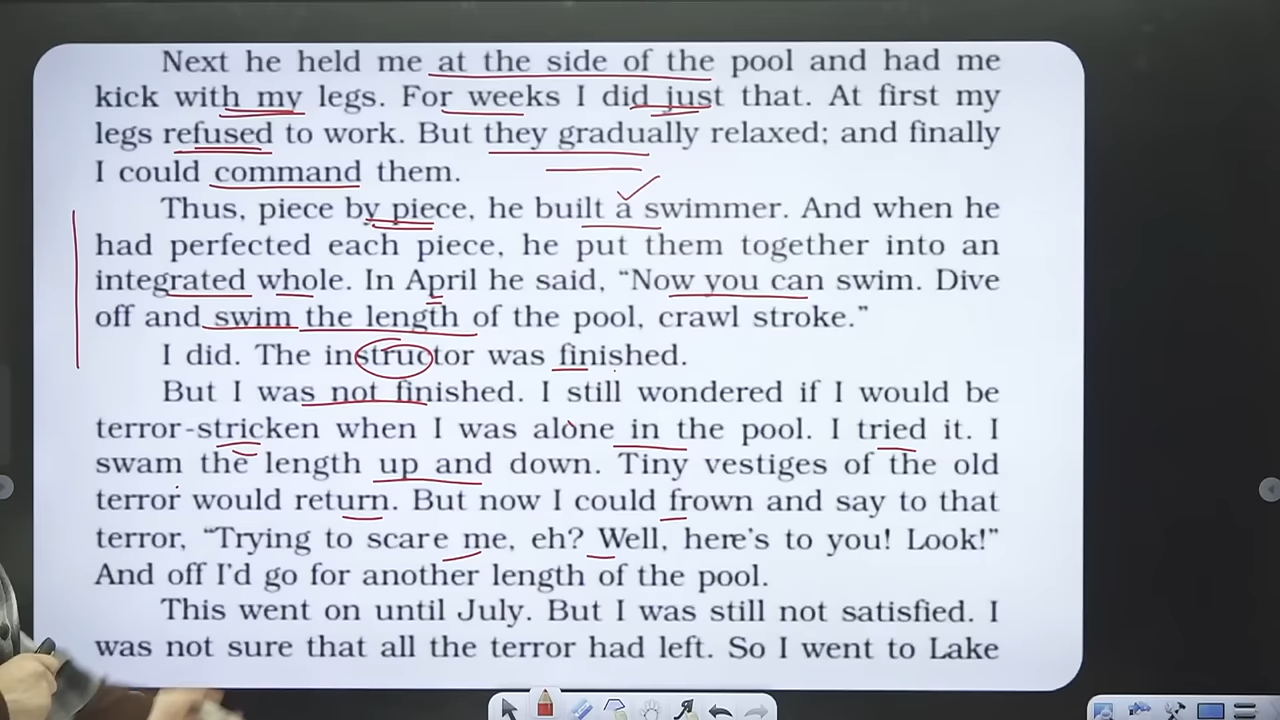 Next he held me at the side of the pool and had me
kick with my legs. For weeks I did just that. At first my
legs refused to work. But they gradually relaxed; and finally
I could command them.
Thus, piece by piece, he built a swimmer. And when he
had perfected each piece, he put them together into an
integrated whole. In April he said, “Now you can swim. Dive
off and swim the length of the pool, crawl stroke.”
I did. The instructor was finished.
But I was not finished. I still wondered if I would be
terror-stricken when I was alone in the pool. I tried it. I
swam the length up and down. Tiny vestiges of the old
terror would return. But now I could frown and say to that
terror, “Trying to scare me, eh? Well, here’s to you! Look!”
And off I’d go for another length of the pool.
This went on until July. But I was still not satisfied. I
was not sure that all the terror had left. So I went to Lake